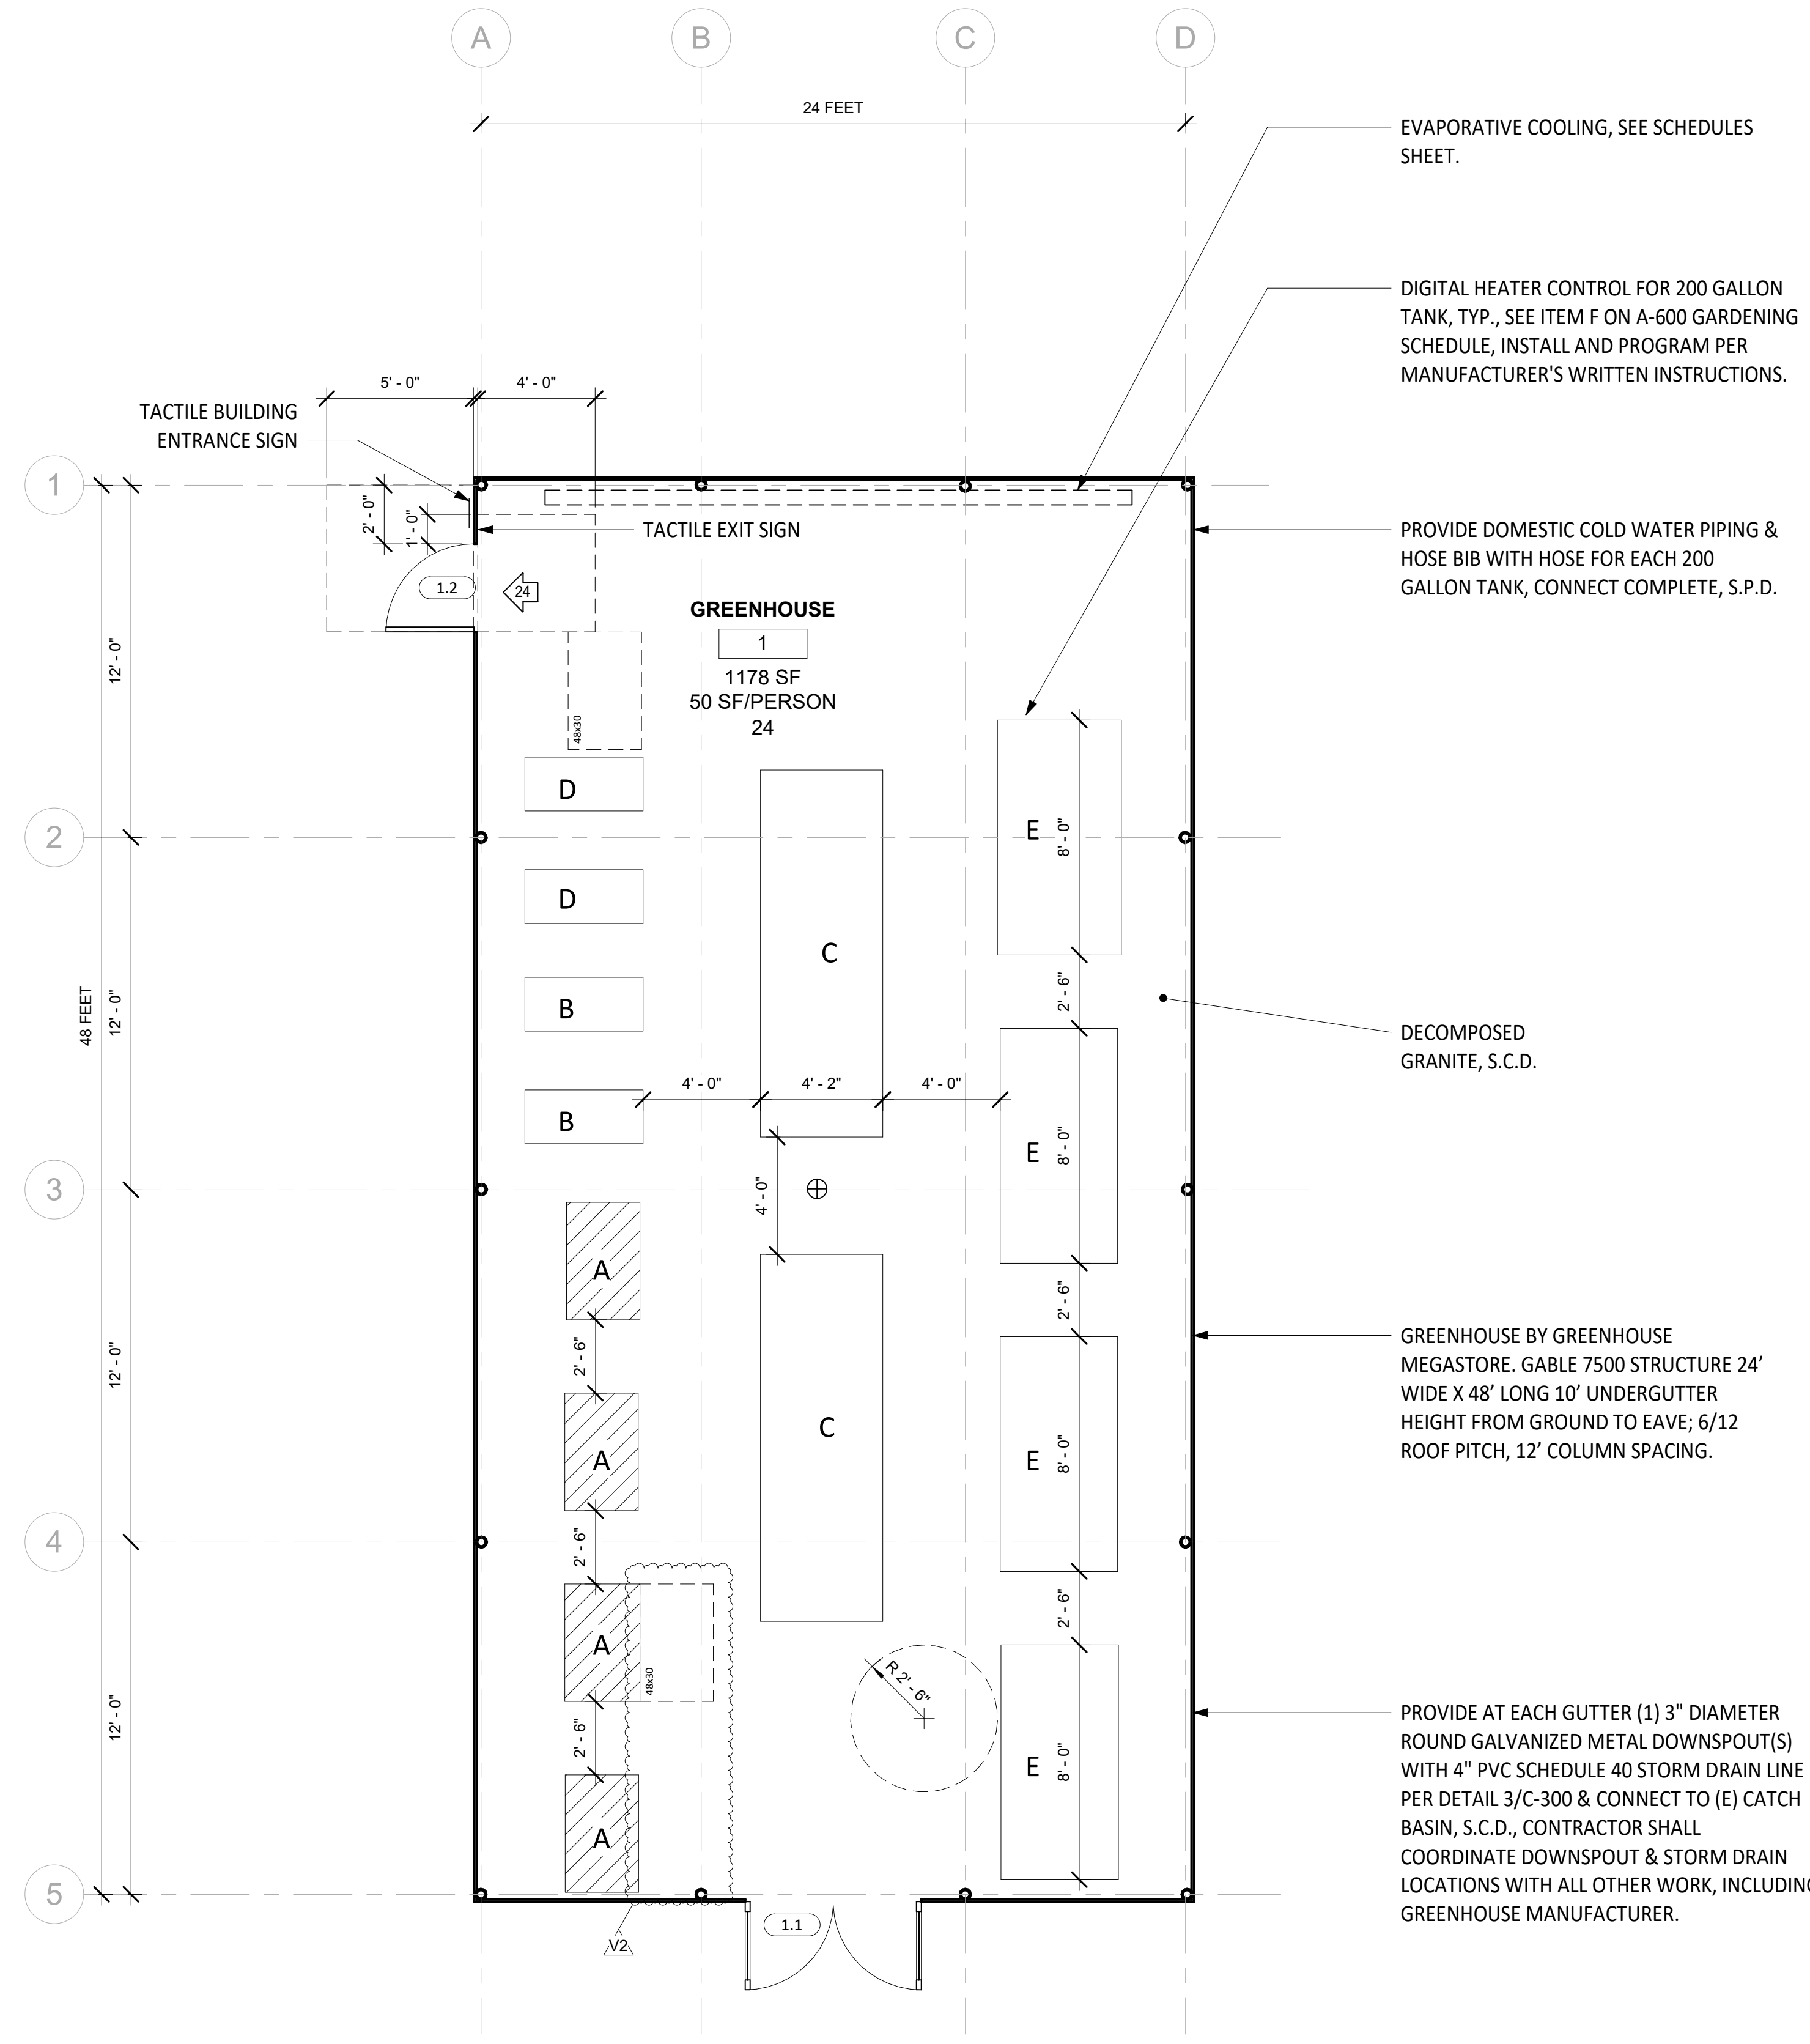 A
B
C
D
24 FEET
EVAPORATIVE COOLING, SEE SCHEDULES
SHEET.
DIGITAL HEATER CONTROL FOR 200 GALLON
TANK, TYP., SEE ITEM F ON A-600 GARDENING
SCHEDULE, INSTALL AND PROGRAM PER
MANUFACTURER'S WRITTEN INSTRUCTIONS.
5' - 0"
4' - 0"
TACTILE BUILDING
ENTRANCE SIGN
1
2' - 0"
1' - 0"
TACTILE EXIT SIGN
PROVIDE DOMESTIC COLD WATER PIPING &
HOSE BIB WITH HOSE FOR EACH 200
GALLON TANK, CONNECT COMPLETE, S.P.D.
1.2
24
GREENHOUSE
1
1178 SF
50 SF/PERSON
24
12' - 0"
48x30
D
E
8' - 0"
2
D
C
B
2' - 6"
48 FEET
12' - 0"
DECOMPOSED
GRANITE, S.C.D.
4' - 0"
4' - 2"
4' - 0"
B
E
8' - 0"
3
4' - 0"
A
2' - 6"
2' - 6"
12' - 0"
GREENHOUSE BY GREENHOUSE
MEGASTORE. GABLE 7500 STRUCTURE 24’
WIDE X 48’ LONG 10’ UNDERGUTTER
HEIGHT FROM GROUND TO EAVE; 6/12
ROOF PITCH, 12’ COLUMN SPACING.
C
A
E
8' - 0"
4
2' - 6"
2' - 6"
A
48x30
R 2' - 6"
12' - 0"
2' - 6"
PROVIDE AT EACH GUTTER (1) 3" DIAMETER
ROUND GALVANIZED METAL DOWNSPOUT(S)
WITH 4" PVC SCHEDULE 40 STORM DRAIN LINE
PER DETAIL 3/C-300 & CONNECT TO (E) CATCH
BASIN, S.C.D., CONTRACTOR SHALL
COORDINATE DOWNSPOUT & STORM DRAIN
LOCATIONS WITH ALL OTHER WORK, INCLUDING
GREENHOUSE MANUFACTURER.
E
8' - 0"
A
5
1.1
V2